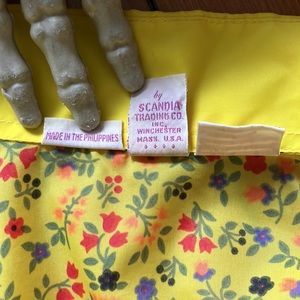 by
SCANDIA
TRADING CO.
INC.
WINCHESTER
MASS. U.S.A.
MADE IN THE PHILIPPINES